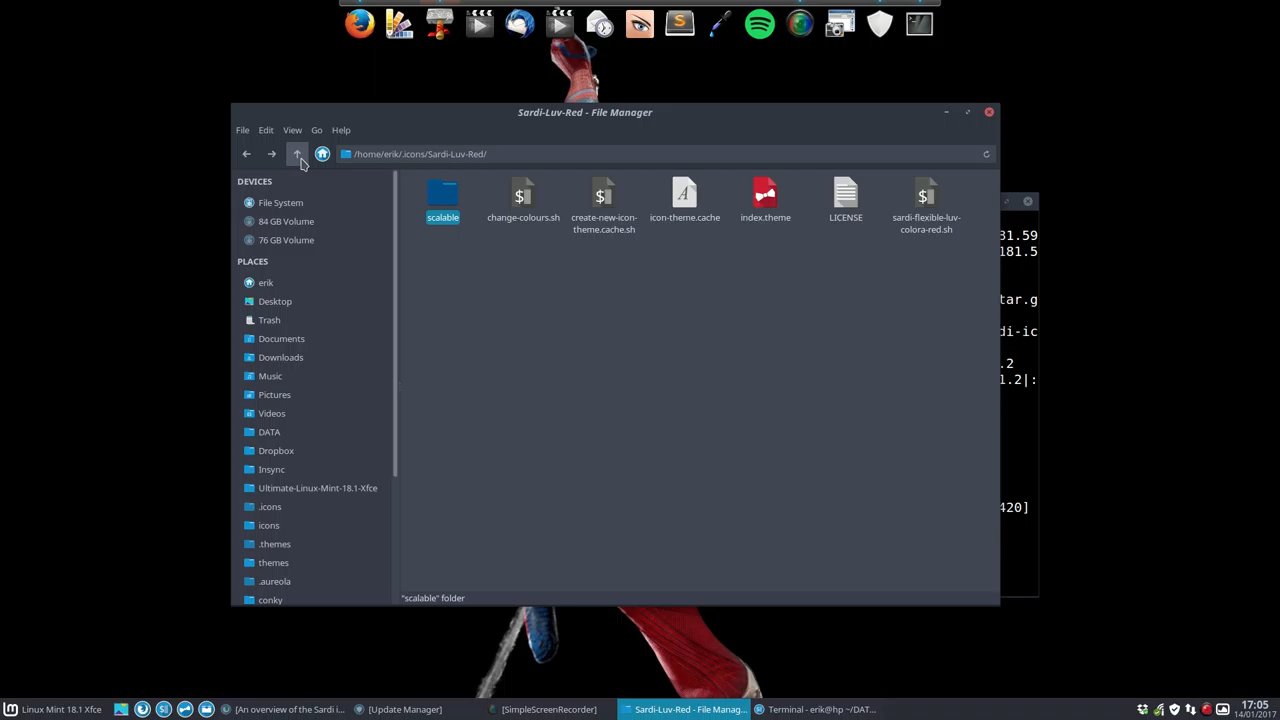 Sardi-Luv-Red - File Manager
File Edit View Go Help
/home/erik/.icons/Sardi-Luv-Red/
DEVICES
File System
84 GB Volume
76 GB Volume
PLACES
erik
Desktop
Trash
Documents
Downloads
Music
Pictures
Videos
DATA
Dropbox
Insync
Ultimate-Linux-Mint-18.1-Xfce
.icons
icons
.themes
themes
.aureola
conky
scalable
change-colours.sh
create-new-icon-
theme.cache.sh
icon-theme.cache
index.theme
LICENSE
sardi-flexible-luv-
colora-red.sh
"scalable" folder
31.59
181.5
tar.g
di-ic
.2
1.2|:
420]
Linux Mint 18.1 Xfce
[An overview of the Sardi i...
[Update Manager]
[SimpleScreenRecorder]
Sardi-Luv-Red - File Manag...
Terminal - erik@hp ~/DAT...
17:05
14/01/2017